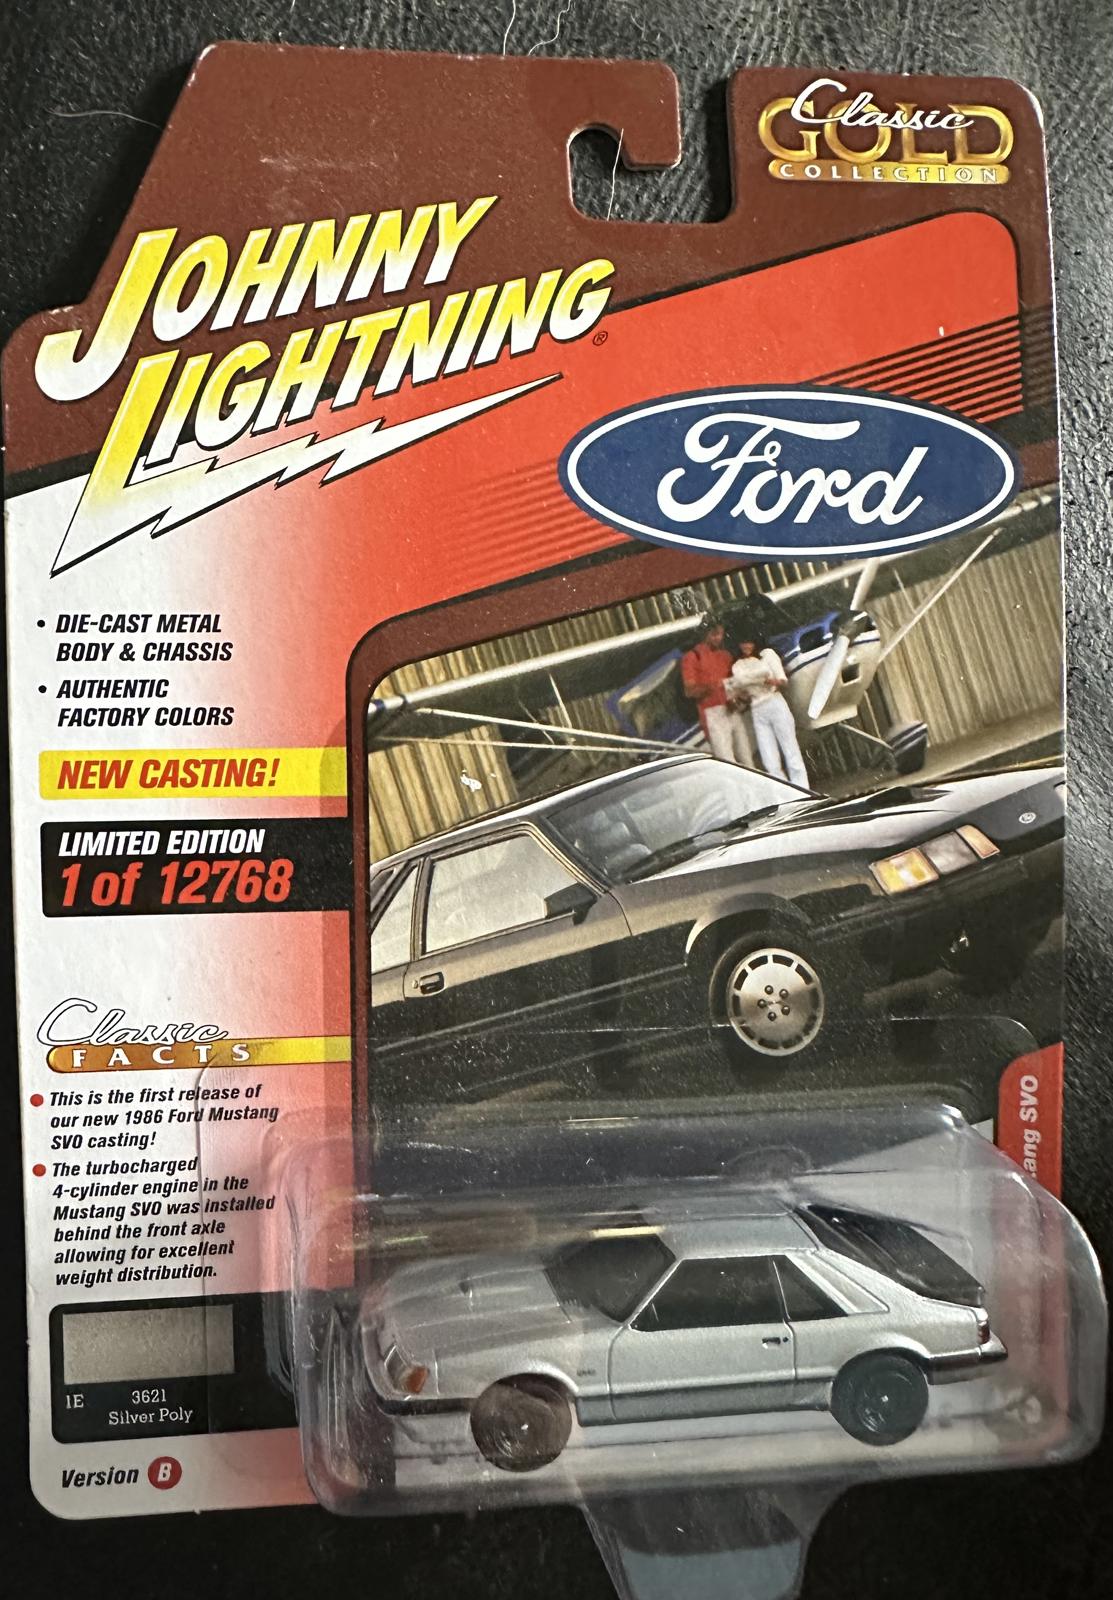 Classic
GOLD
COLLECTION
JOHNNY
LIGHTNING®
Ford
• DIE-CAST METAL
BODY & CHASSIS
• AUTHENTIC
FACTORY COLORS
NEW CASTING!
LIMITED EDITION
1 of 12768
Classic
FACTS
• This is the first release of
our new 1986 Ford Mustang
SVO casting!
• The turbocharged
4-cylinder engine in the
Mustang SVO was installed
behind the front axle
allowing for excellent
weight distribution.
1E 3621
Silver Poly
Version B
SVO